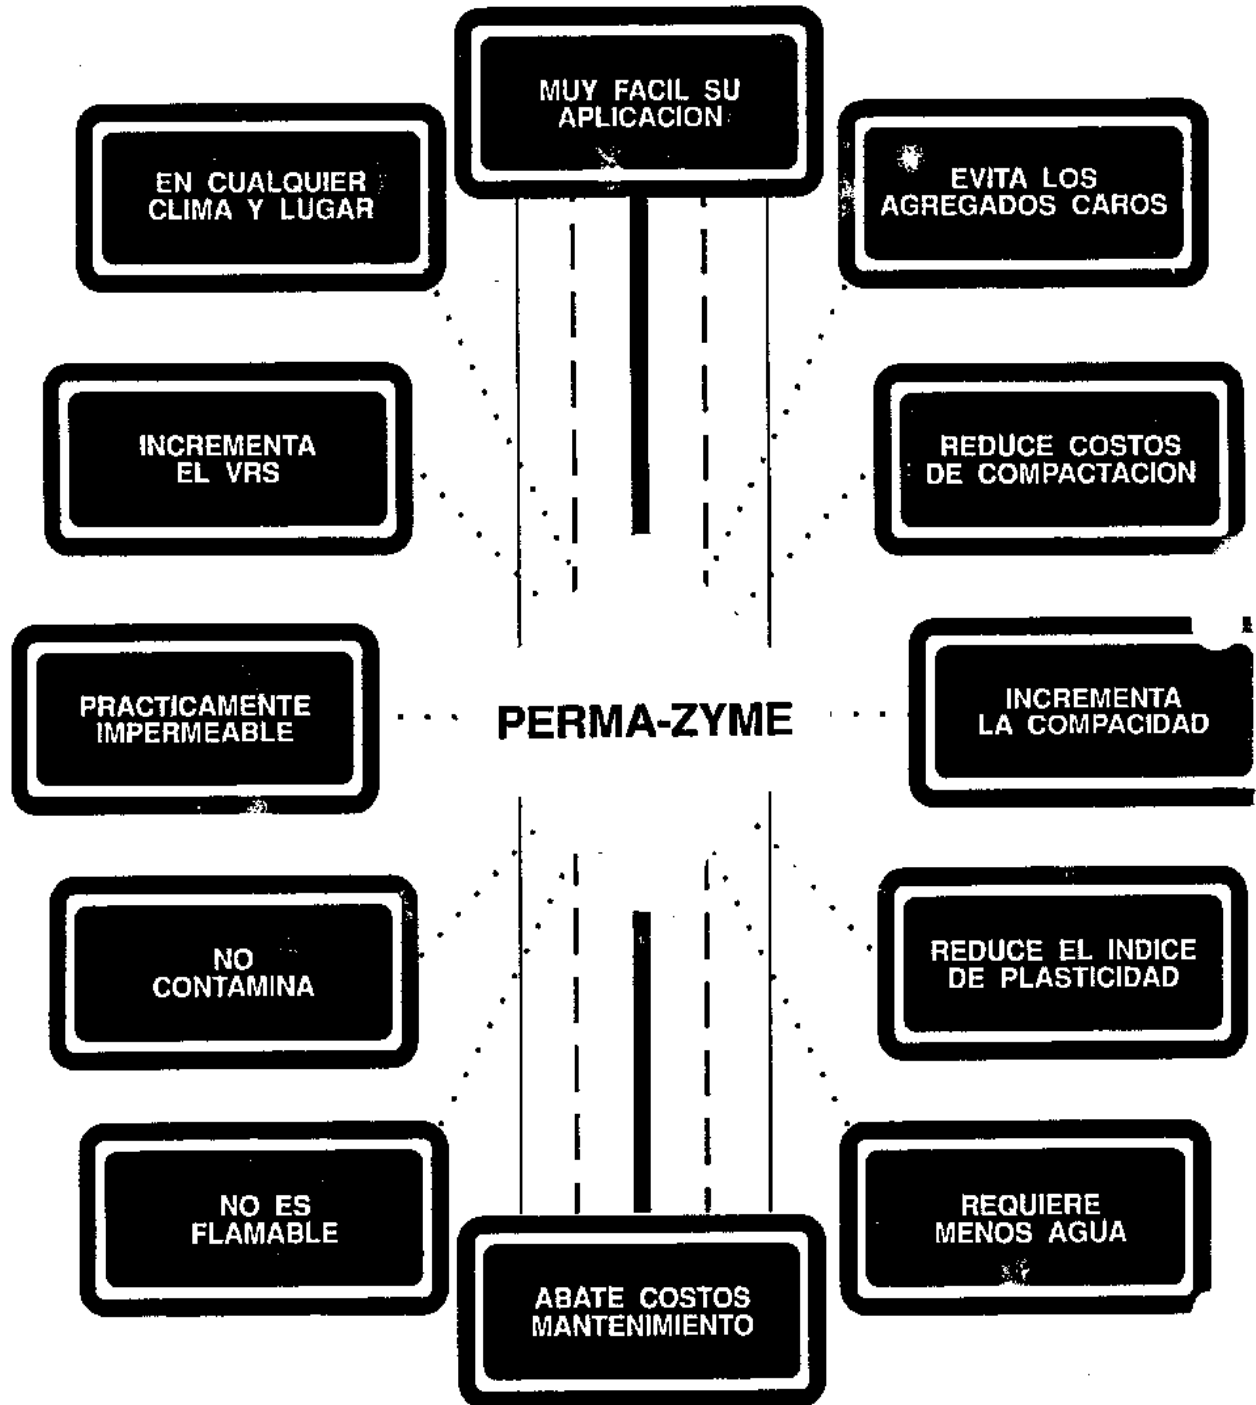 MUY FACIL SU
APLICACION
EN CUALQUIER
CLIMA Y LUGAR
EVITA LOS
AGREGADOS CAROS
INCREMENTA
EL VRS
REDUCE COSTOS
DE COMPACTACION
PRACTICAMENTE
IMPERMEABLE
PERMA-ZYME
INCREMENTA
LA COMPACIDAD
NO
CONTAMINA
REDUCE EL INDICE
DE PLASTICIDAD
NO ES
FLAMABLE
REQUIERE
MENOS AGUA
ABATE COSTOS
MANTENIMIENTO